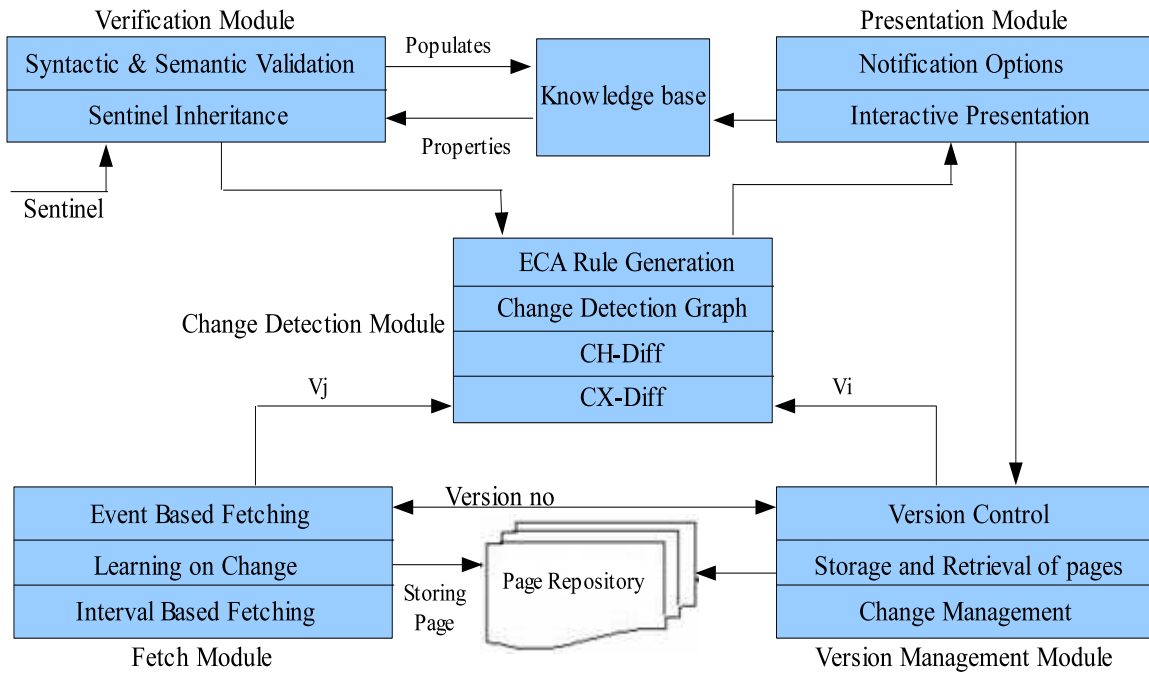 Verification Module
Presentation Module
Syntactic & Semantic Validation
Sentinel Inheritance
Populates
Properties
Knowledge base
Notification Options
Interactive Presentation
Sentinel
ECA Rule Generation
Change Detection Graph
CH-Diff
CX-Diff
Change Detection Module
Vj
Vi
Event Based Fetching
Learning on Change
Interval Based Fetching
Fetch Module
Version no
Storing
Page
Page Repository
Version Control
Storage and Retrieval of pages
Change Management
Version Management Module